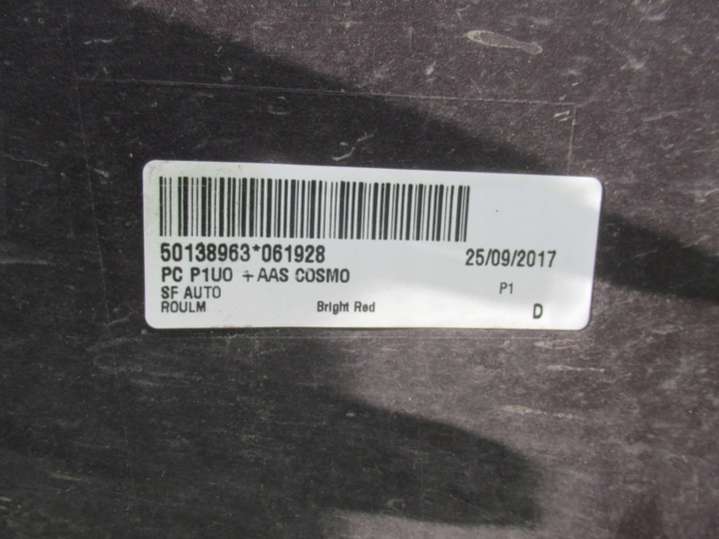 50138963*061928 25/09/2017
PC P1U0 + AAS COSMO
SF AUTO P1
ROULM Bright Red D